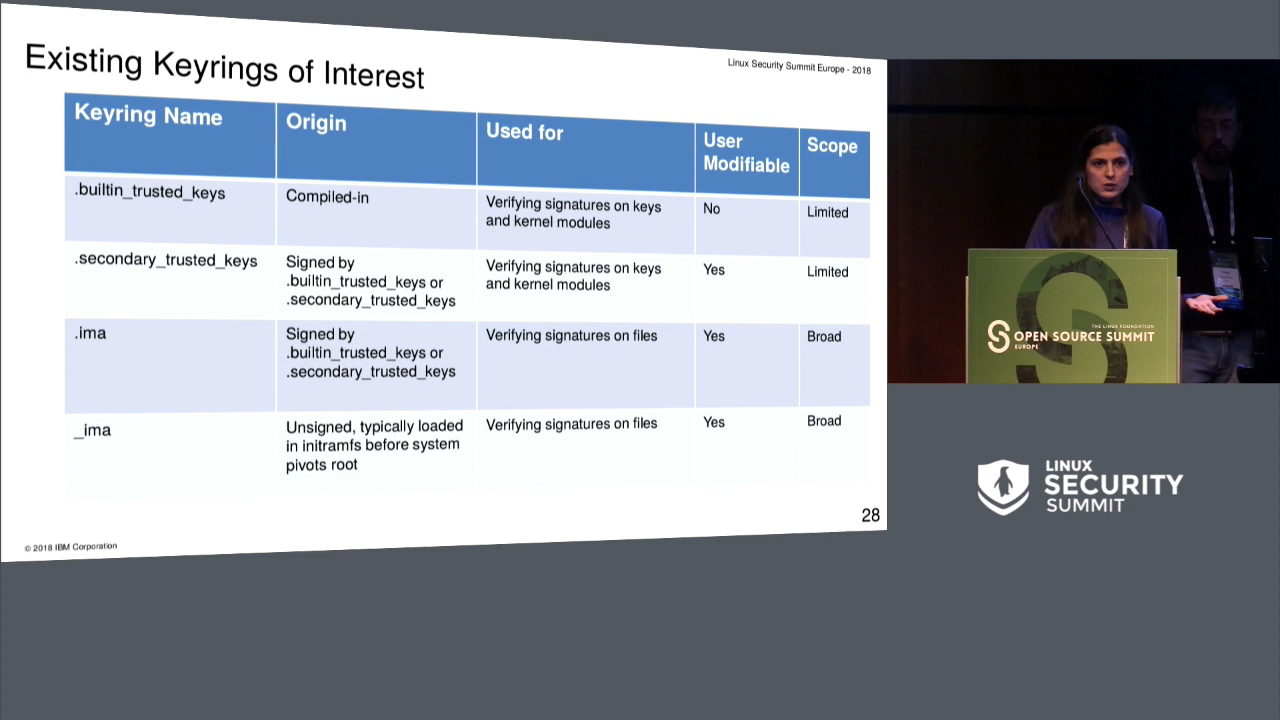 Existing Keyrings of Interest
Linux Security Summit Europe - 2018
Keyring Name
Origin
Used for
User
Modifiable
Scope
.builtin_trusted_keys
Compiled-in
Verifying signatures on keys
and kernel modules
No
Limited
.secondary_trusted_keys
Signed by
.builtin_trusted_keys or
.secondary_trusted_keys
Verifying signatures on keys
and kernel modules
Yes
Limited
.ima
Signed by
.builtin_trusted_keys or
.secondary_trusted_keys
Verifying signatures on files
Yes
Broad
_ima
Unsigned, typically loaded
in initramfs before system
pivots root
Verifying signatures on files
Yes
Broad
28
© 2018 IBM Corporation
THE LINUX FOUNDATION
OPEN SOURCE SUMMIT
EUROPE
LINUX
SECURITY
SUMMIT